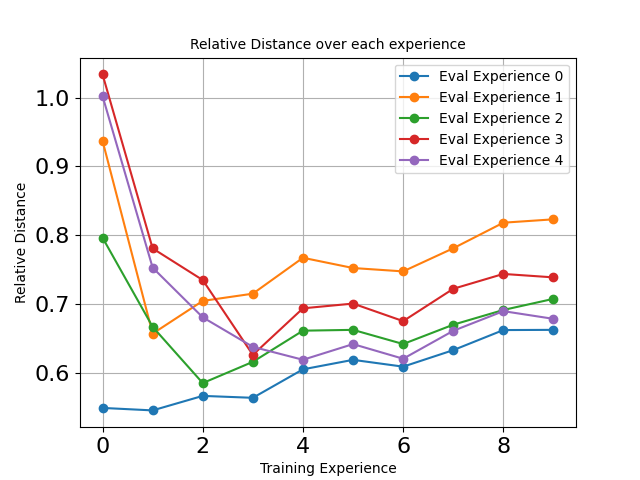 Relative Distance over each experience
Eval Experience 0
Eval Experience 1
Eval Experience 2
Eval Experience 3
Eval Experience 4
1.0
0.9
0.8
0.7
0.6
Relative Distance
0 2 4 6 8
Training Experience